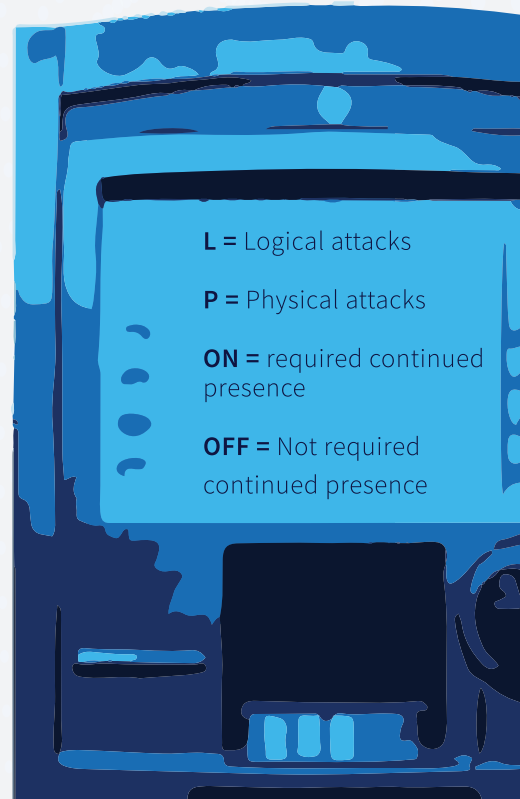 L = Logical attacks
P = Physical attacks
ON = required continued
presence
OFF = Not required
continued presence